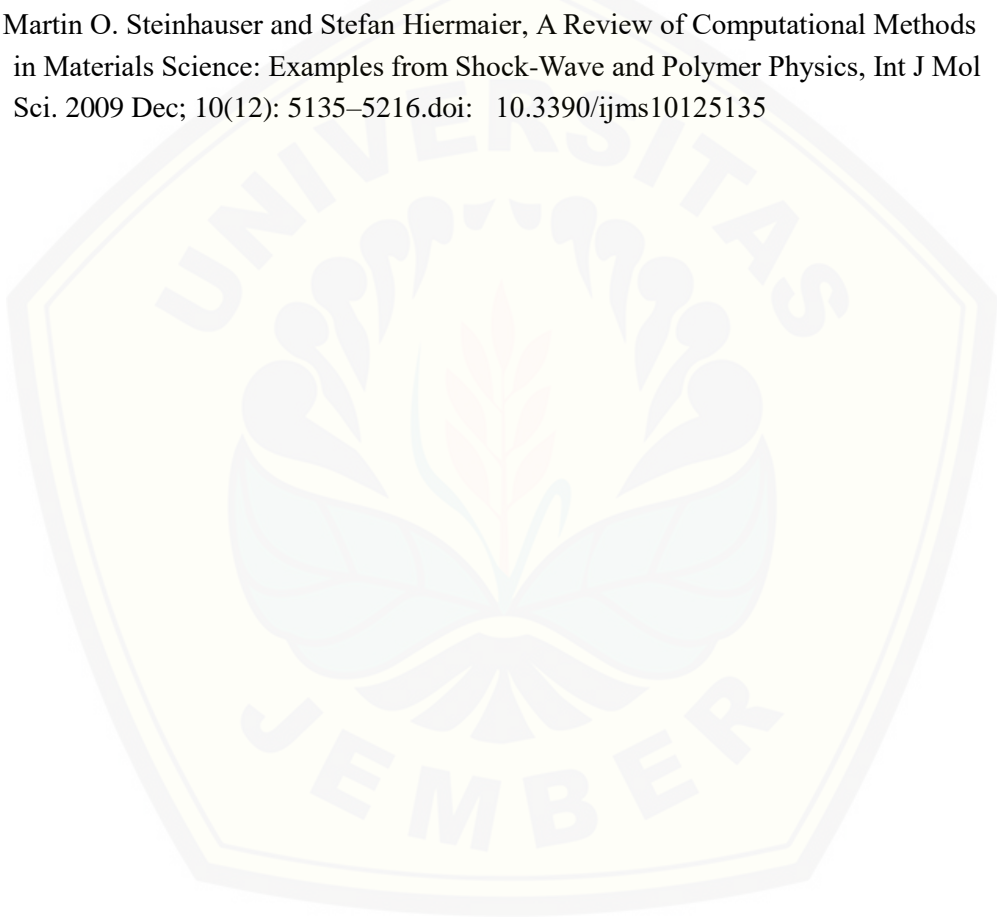 Martin O. Steinhauser and Stefan Hiermaier, A Review of Computational Methods
in Materials Science: Examples from Shock-Wave and Polymer Physics, Int J Mol
Sci. 2009 Dec; 10(12): 5135–5216.doi:   10.3390/ijms10125135
UNIVERSITAS
JEMBER